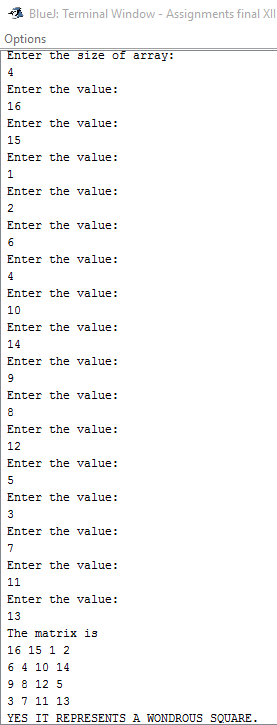 BlueJ: Terminal Window - Assignments final XII
Options
Enter the size of array:
4
Enter the value:
16
Enter the value:
15
Enter the value:
1
Enter the value:
2
Enter the value:
6
Enter the value:
4
Enter the value:
10
Enter the value:
14
Enter the value:
9
Enter the value:
8
Enter the value:
12
Enter the value:
5
Enter the value:
3
Enter the value:
7
Enter the value:
11
Enter the value:
13
The matrix is
16 15 1 2
6 4 10 14
9 8 12 5
3 7 11 13
YES IT REPRESENTS A WONDROUS SQUARE.